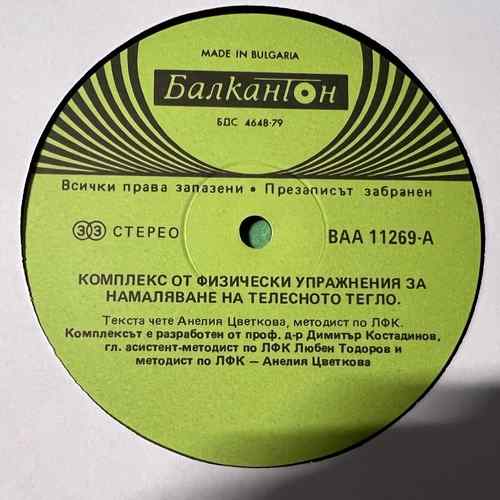 MADE IN BULGARIA
Балкантон
БДС 4648-79
Всички права запазени • Презаписът забранен
33 СТЕРЕО
ВАА 11269-А
КОМПЛЕКС ОТ ФИЗИЧЕСКИ УПРАЖНЕНИЯ ЗА
НАМАЛЯВАНЕ НА ТЕЛЕСНОТО ТЕГЛО.
Текста чете Анелия Цветкова, методист по ЛФК.
Комплексът е разработен от проф. д-р Димитър Костадинов,
гл. асистент-методист по ЛФК Любен Тодоров и
методист по ЛФК — Анелия Цветкова